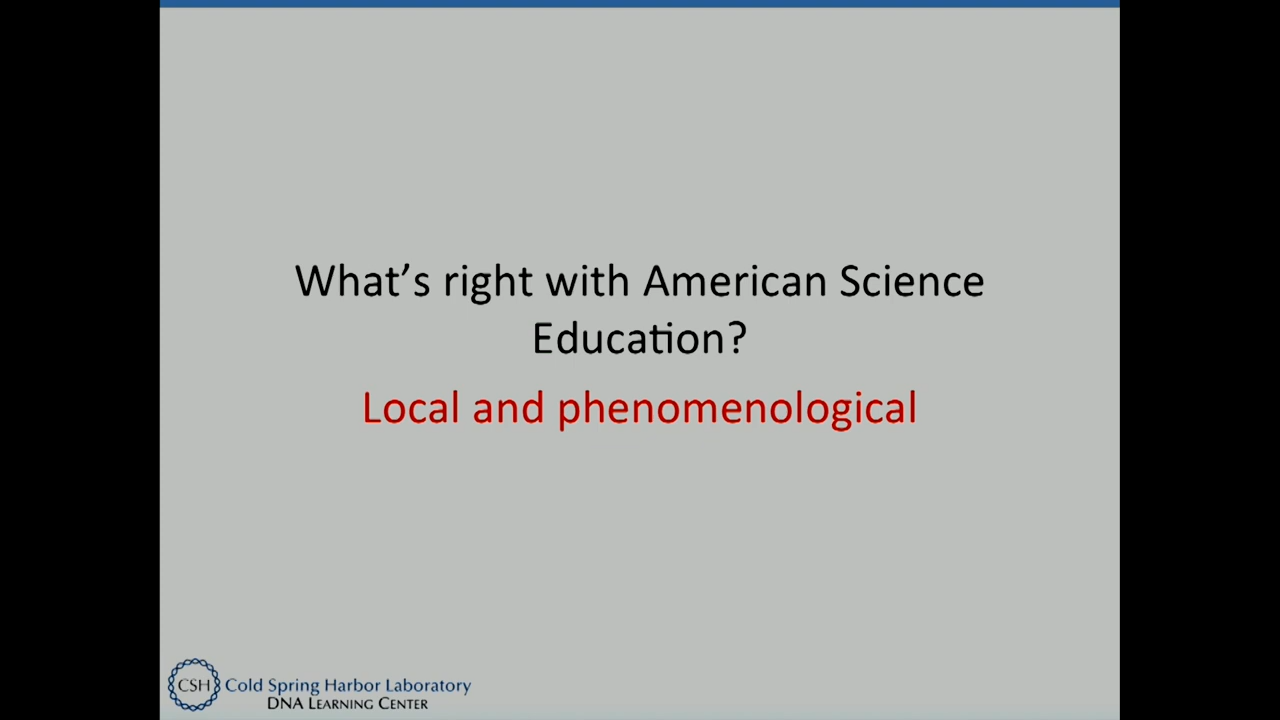 What’s right with American Science
Education?
Local and phenomenological
CSH
Cold Spring Harbor Laboratory
DNA LEARNING CENTER